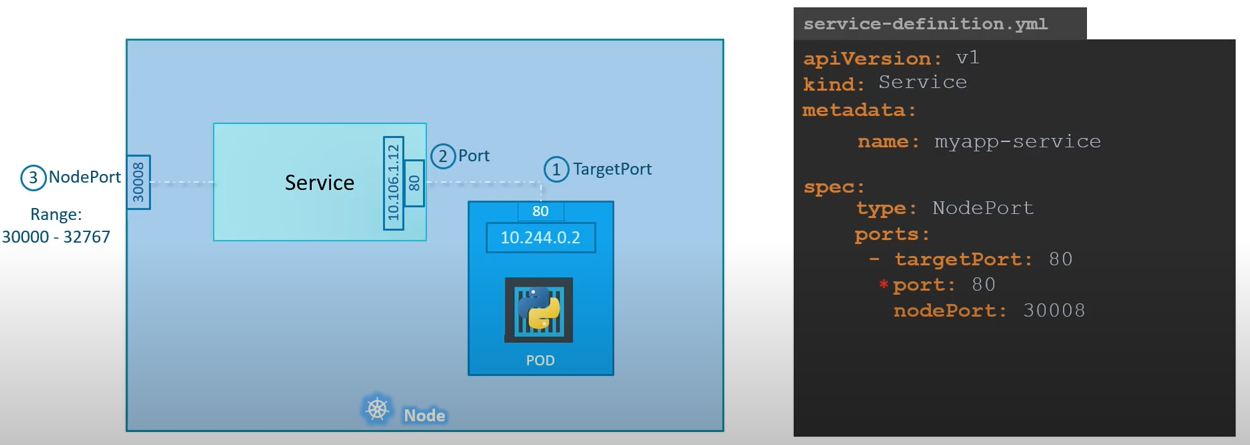 3 NodePort
Range:
30000 - 32767
30008
Service
10.106.1.12
80
2 Port
1 TargetPort
80
10.244.0.2
POD
Node
service-definition.yml
apiVersion: v1
kind: Service
metadata:
name: myapp-service
spec:
type: NodePort
ports:
- targetPort: 80
* port: 80
nodePort: 30008